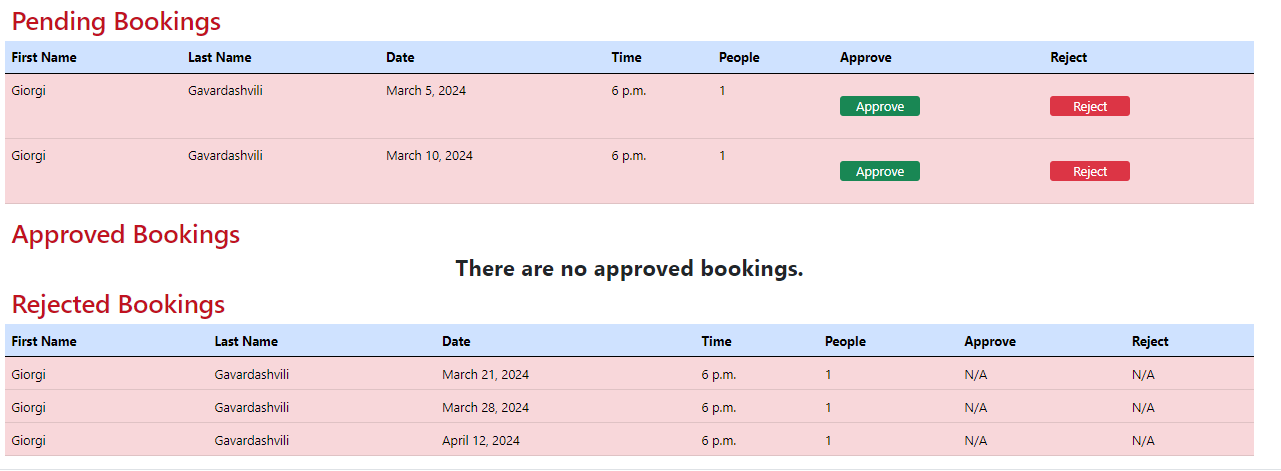 Pending Bookings
First Name Last Name Date Time People Approve Reject
Giorgi Gavardashvili March 5, 2024 6 p.m. 1 Approve Reject
Giorgi Gavardashvili March 10, 2024 6 p.m. 1 Approve Reject
Approved Bookings
There are no approved bookings.
Rejected Bookings
First Name Last Name Date Time People Approve Reject
Giorgi Gavardashvili March 21, 2024 6 p.m. 1 N/A N/A
Giorgi Gavardashvili March 28, 2024 6 p.m. 1 N/A N/A
Giorgi Gavardashvili April 12, 2024 6 p.m. 1 N/A N/A